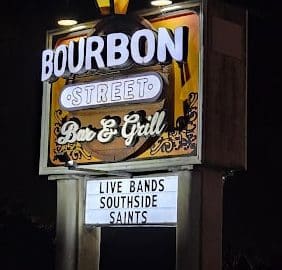 BOURBON
STREET
Bar & Grill
LIVE BANDS
SOUTHSIDE
SAINTS